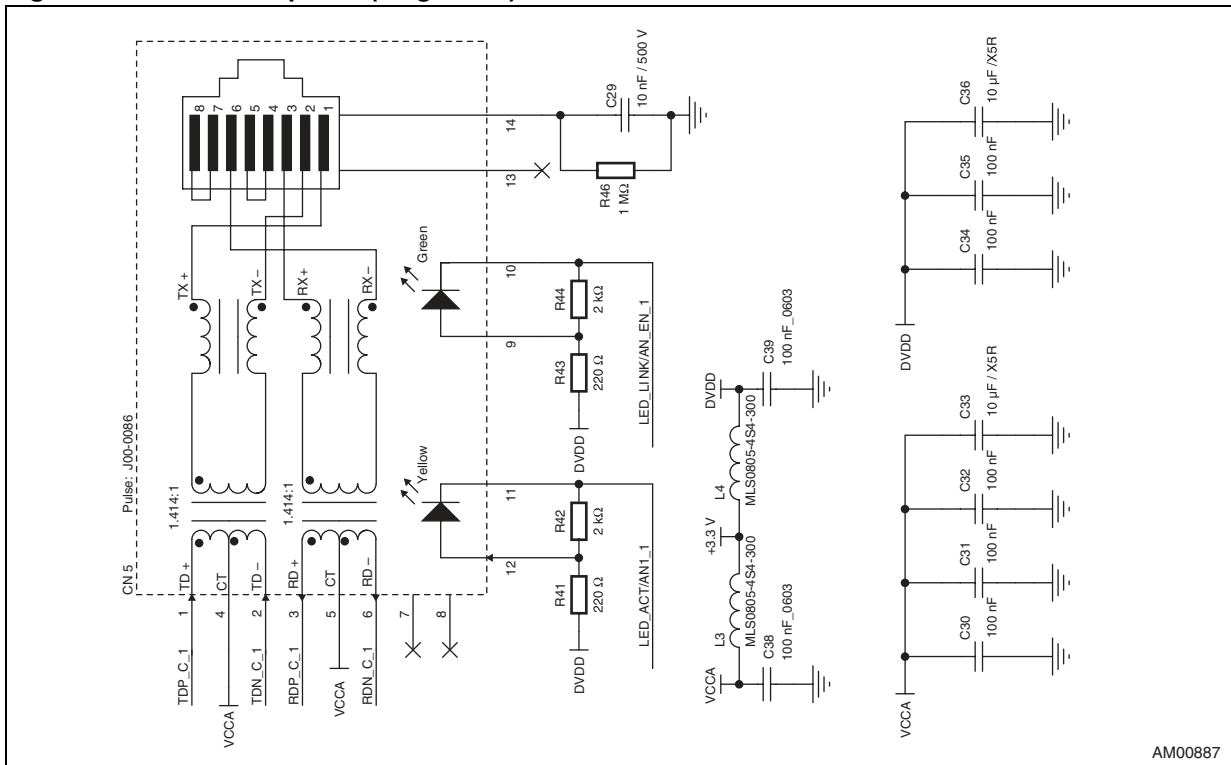 CN 5
Pulse: J00-0086
8
7
6
5
4
3
2
1
14
13
C29
10 nF / 500 V
R46
1 MΩ
TX +
TX –
RX+
RX–
1.414:1
1.414:1
TD +
CT
TD –
RD +
CT
RD –
1
4
2
3
5
6
7
8
TDP_C_1
VCCA
TDN_C_1
RDP_C_1
VCCA
RDN_C_1
Green
10
9
R44
2 kΩ
R43
220 Ω
DVDD
LED_LINK/AN_EN_1
Yellow
11
12
R42
2 kΩ
R41
220 Ω
DVDD
LED_ACT/AN1_1
DVDD
C39
100 nF_0603
L4
MLS0805-4S4-300
+3.3 V
L3
MLS0805-4S4-300
VCCA
C38
100 nF_0603
C36
10 µF /X5R
C35
100 nF
C34
100 nF
DVDD
C33
10 µF / X5R
C32
100 nF
C31
100 nF
C30
100 nF
VCCA
AM00887